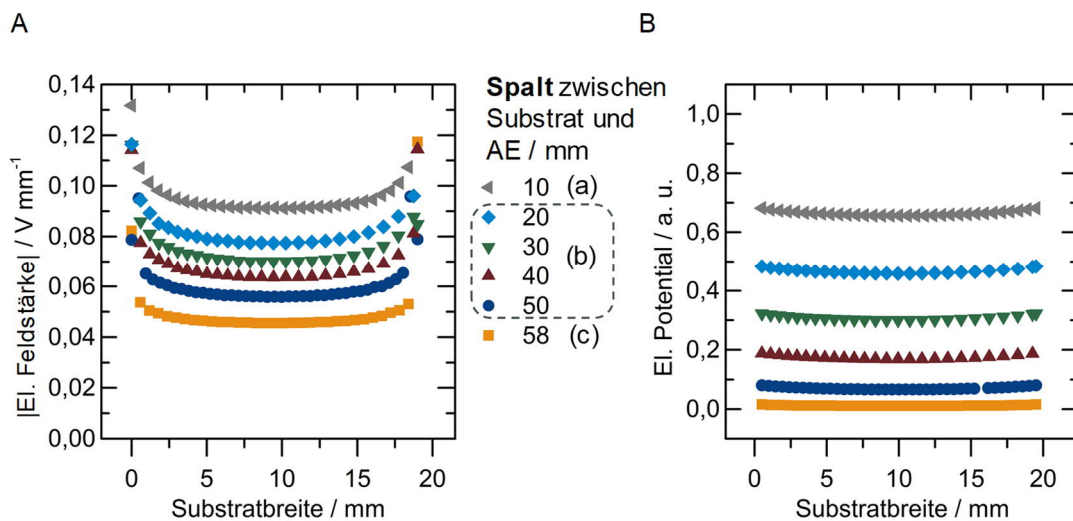 A
B
|El. Feldstärke| / V mm⁻¹
0,14
0,12
0,10
0,08
0,06
0,04
0,02
0,00
0 5 10 15 20
Substratbreite / mm
Spalt zwischen
Substrat und
AE / mm
10 (a)
20
30
(b)
40
50
58 (c)
El. Potential / a. u.
1,0
0,8
0,6
0,4
0,2
0,0
0 5 10 15 20
Substratbreite / mm